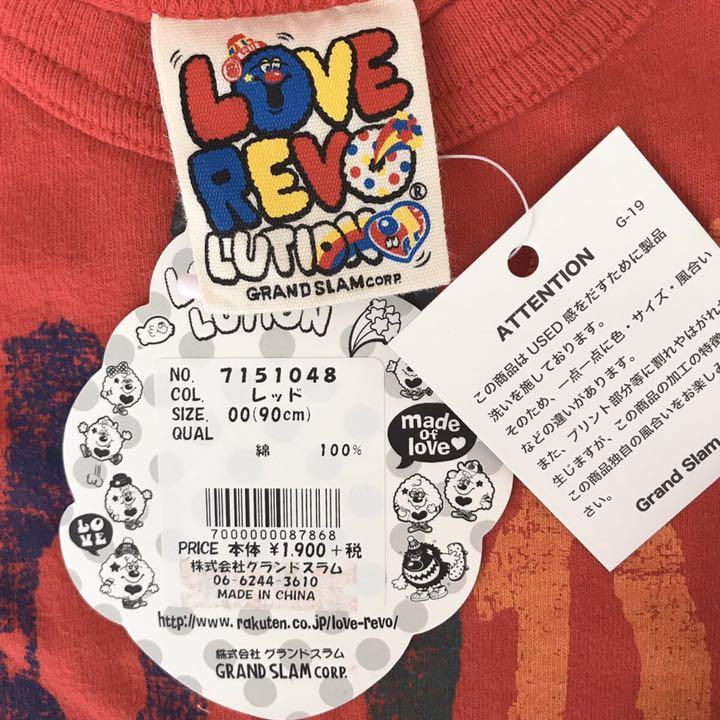 LOVE
REVO
LUTION
®
GRAND SLAM CORP.
LUTION
NO. 7151048
COL. レッド
SIZE. 00(90cm)
QUAL
綿 100%
7000000087868
PRICE 本体 ¥1,900+税
株式会社グランドスラム
06-6244-3610
MADE IN CHINA
http://www.rakuten.co.jp/love-revo/
株式会社 グランドスラム
GRAND SLAM CORP.
made
of
love
LO
VE
G-19
ATTENTION
この商品は USED 感をだすために製品
洗いを施しております。
そのため、一点一点に色・サイズ・風合い
などの違いがあります。
また、プリント部分等に割れやはがれ
生じますが、この商品の加工の特徴
この商品独自の風合いをお楽し
さい。
Grand Slam